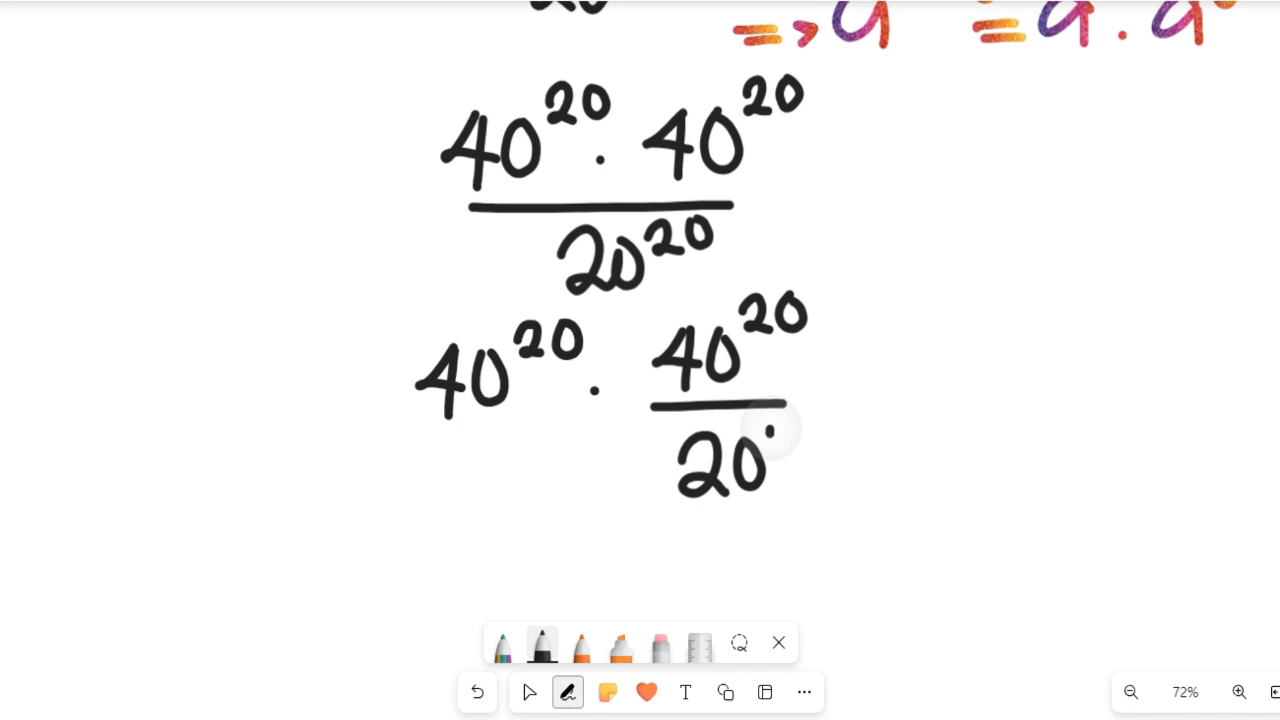 => a = a . a
40^20 . 40^20
20^20
40^20 . 40^20
20
T
72%